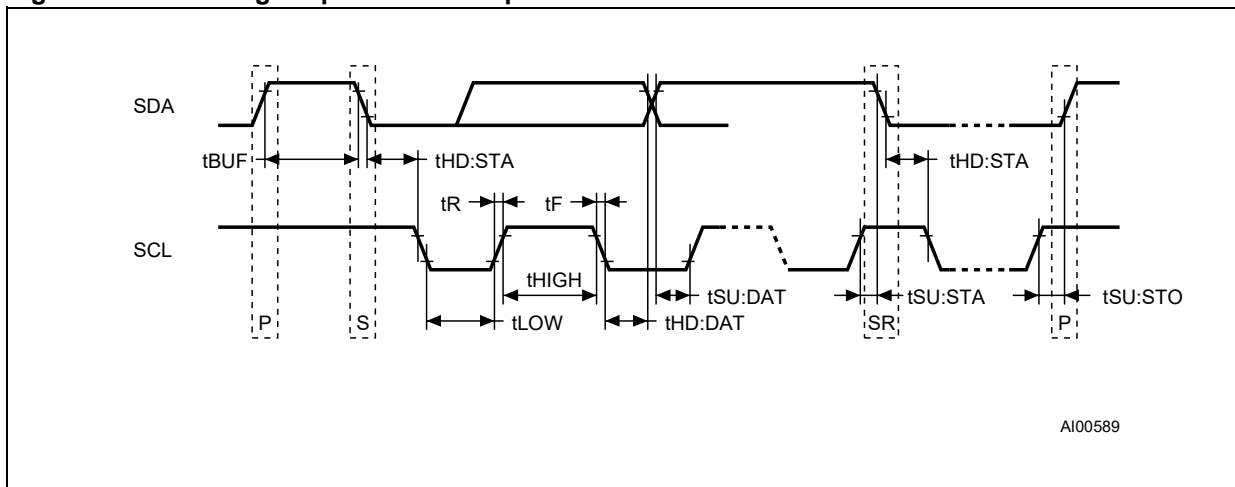 SDA
tBUF
tHD:STA
tHD:STA
tR
tF
SCL
tHIGH
tSU:DAT
tSU:STA
tSU:STO
P
S
tLOW
tHD:DAT
SR
P
AI00589